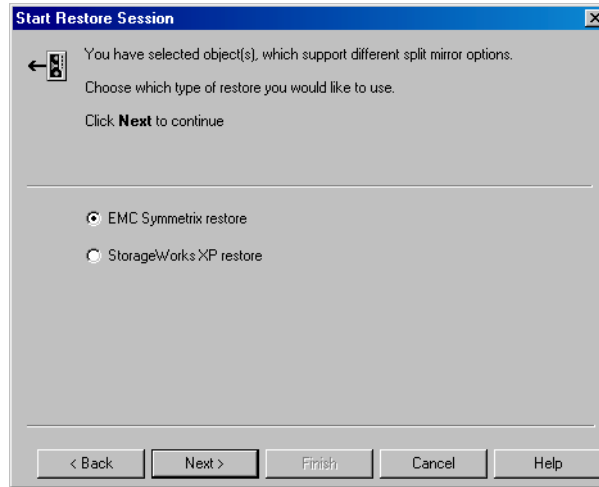 Start Restore Session
You have selected object(s), which support different split mirror options.
Choose which type of restore you would like to use.
Click Next to continue
EMC Symmetrix restore
StorageWorks XP restore
< Back
Next >
Finish
Cancel
Help